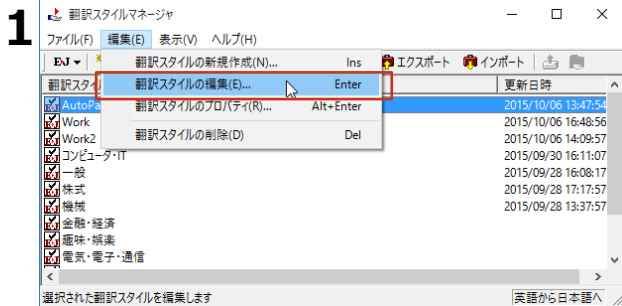 1
翻訳スタイルマネージャ
ファイル(F) 編集(E) 表示(V) ヘルプ(H)
EJ エクスポート インポート
翻訳スタイルの新規作成(N)... Ins
翻訳スタイルの編集(E)... Enter
翻訳スタイルのプロパティ(R)... Alt+Enter
翻訳スタイルの削除(D) Del
翻訳スタイ 更新日時
AutoPa 2015/10/06 13:47:54
Work 2015/10/06 16:48:56
Work2 2015/10/06 14:09:57
コンピュータ・IT 2015/09/30 16:11:07
一般 2015/09/28 16:08:17
株式 2015/09/28 17:17:57
機械 2015/09/28 13:37:57
金融・経済
趣味・娯楽
電気・電子・通信
選択された翻訳スタイルを編集します 英語から日本語へ